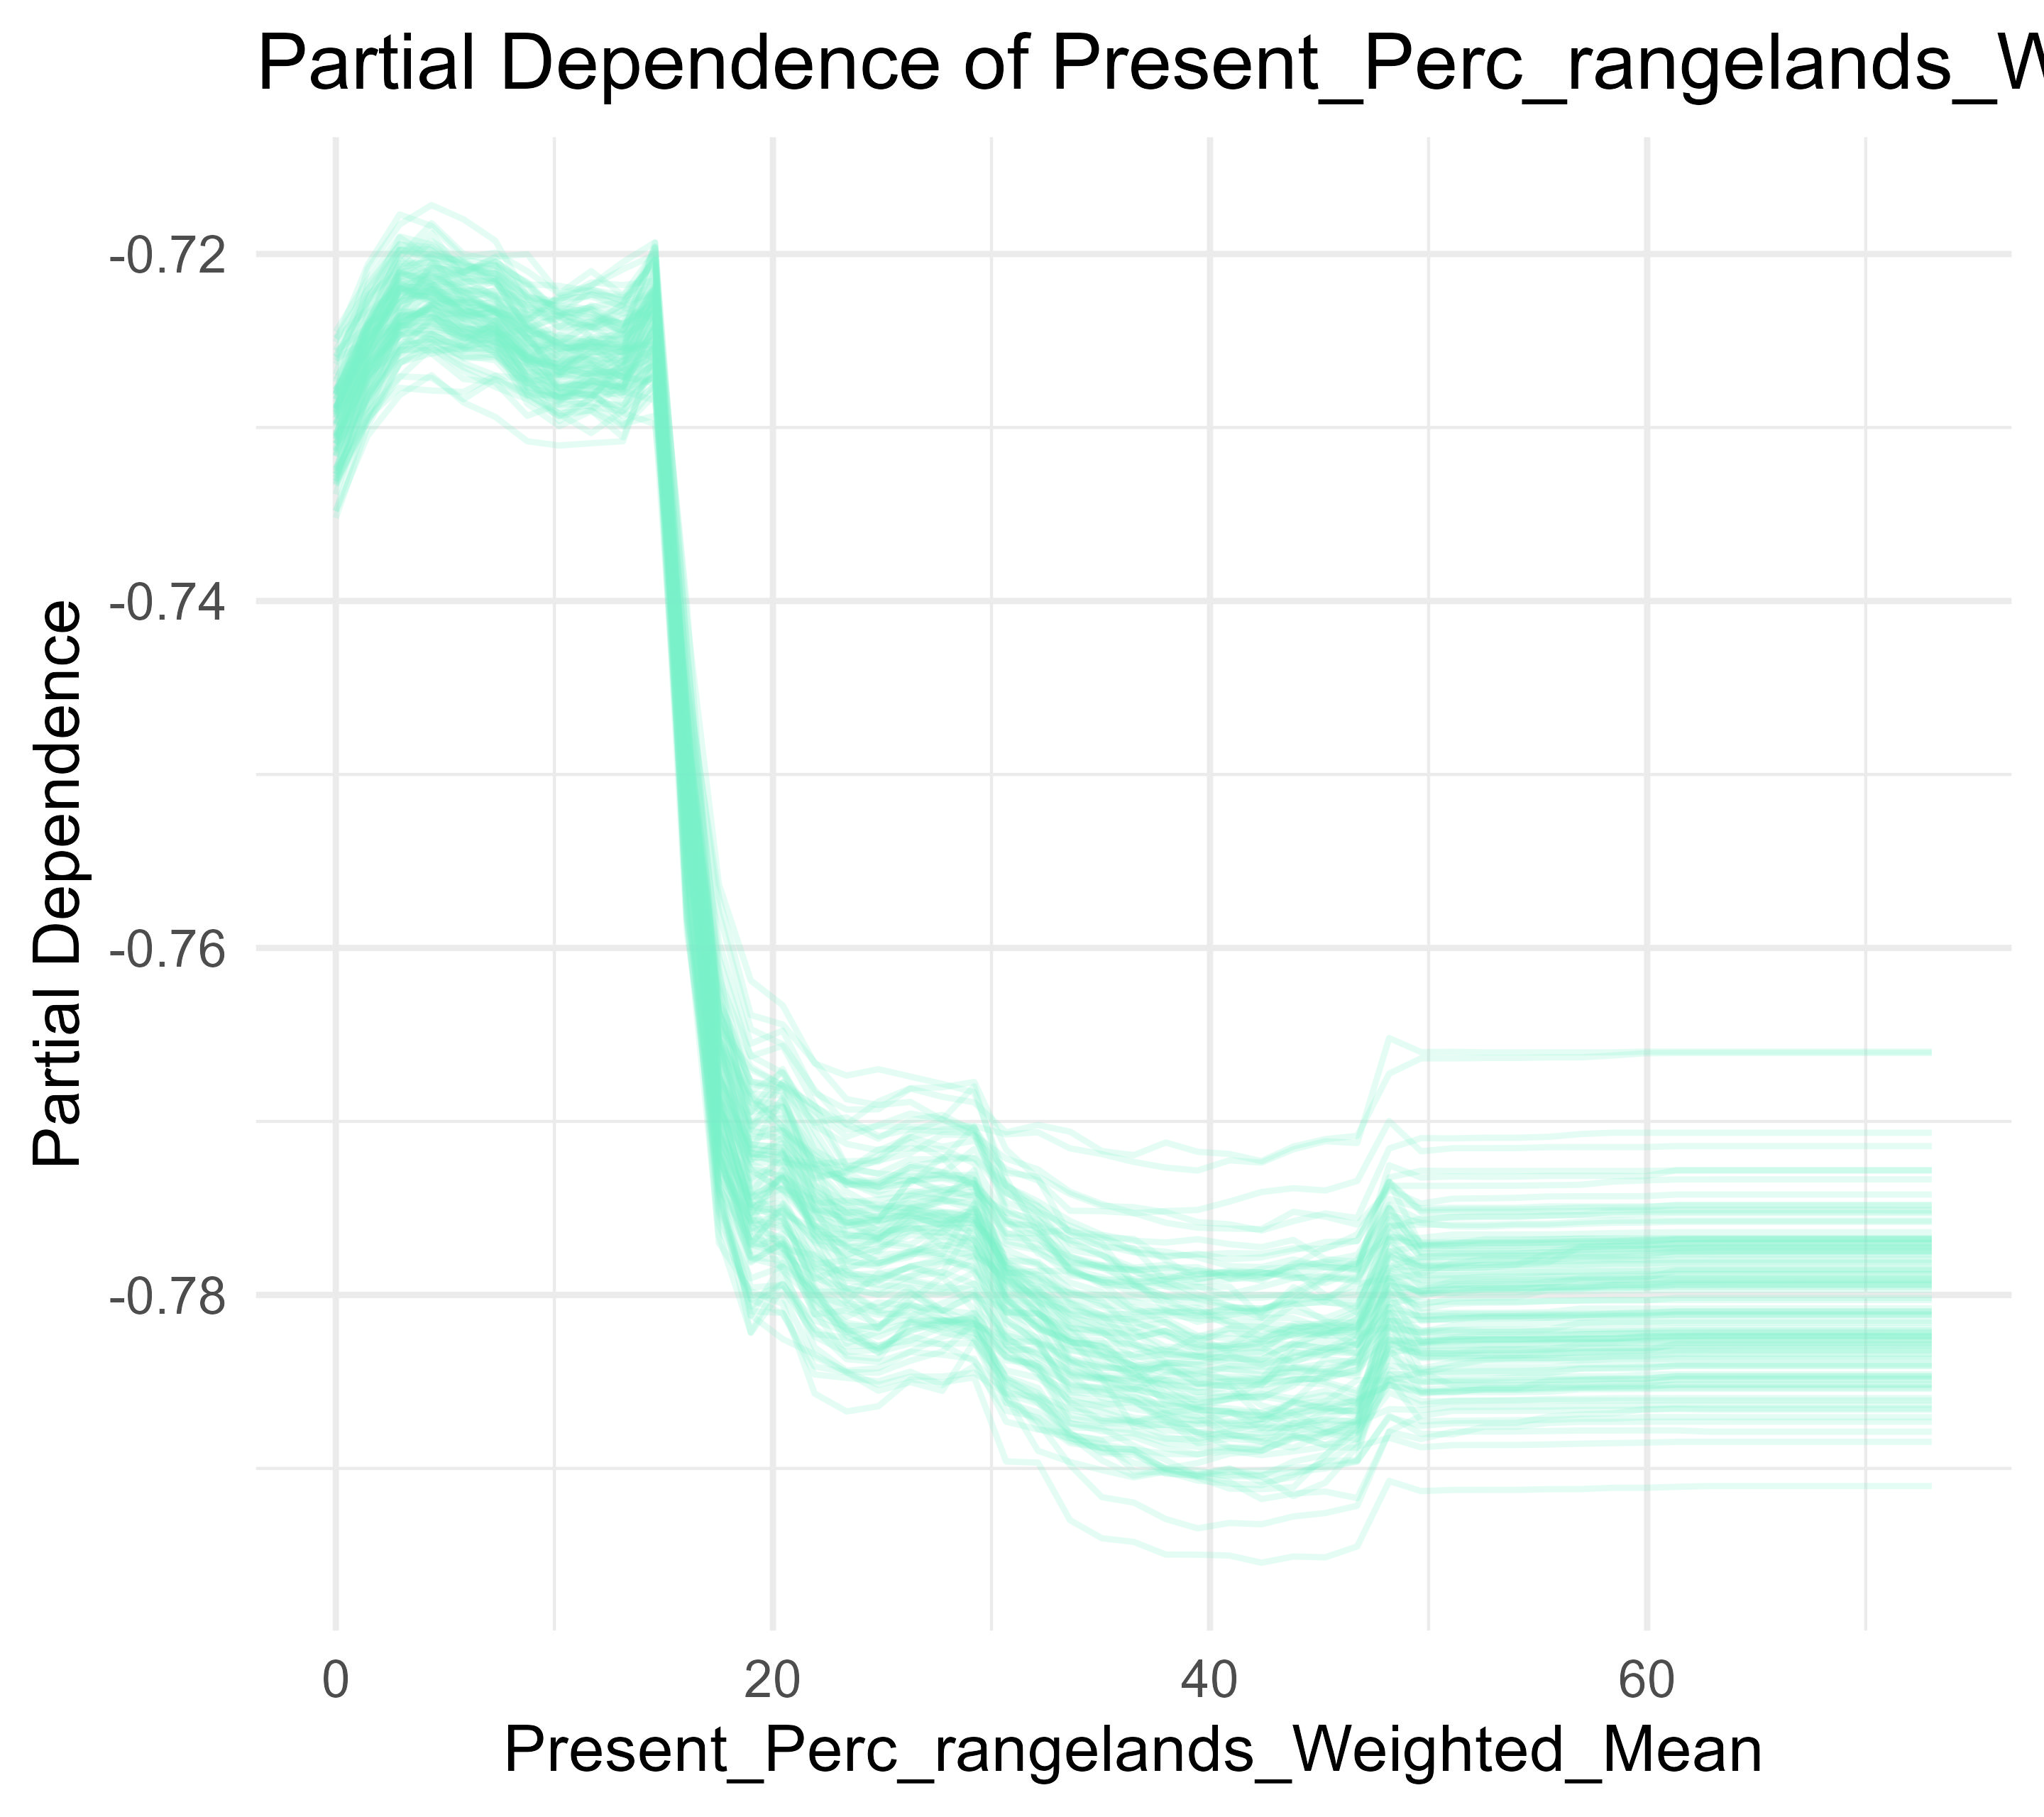 Partial Dependence of Present_Perc_rangelands_W
-0.72
-0.74
-0.76
-0.78
Partial Dependence
0 20 40 60
Present_Perc_rangelands_Weighted_Mean